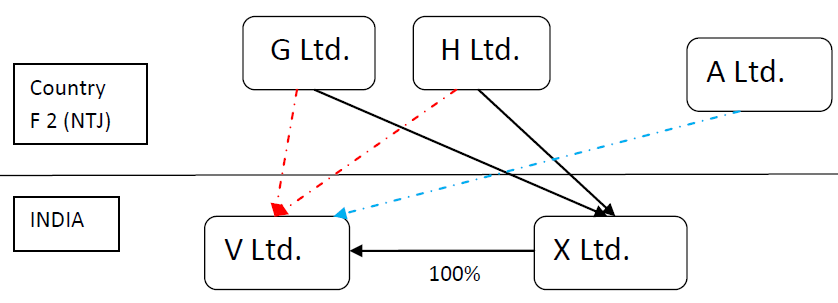 G Ltd.
H Ltd.
A Ltd.
Country
F 2 (NTJ)
INDIA
V Ltd.
X Ltd.
100%